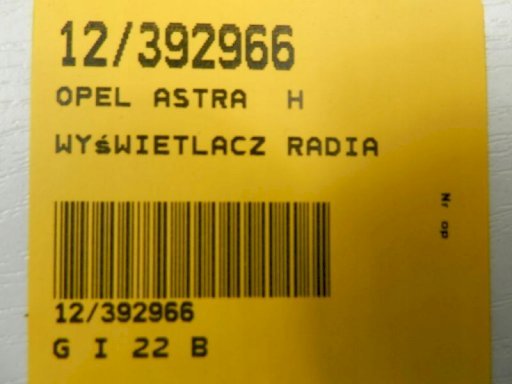 12/392966
OPEL ASTRA H
WYśWIETLACZ RADIA
Nr op
12/392966
G I 22 B